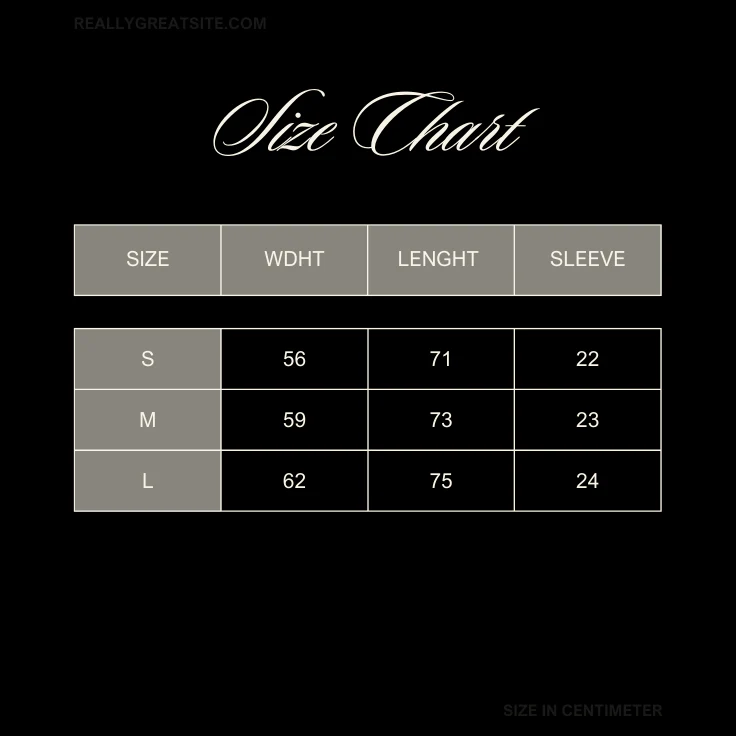 REALLYGREATSITE.COM
Size Chart
SIZE WDHT LENGHT SLEEVE
S 56 71 22
M 59 73 23
L 62 75 24
SIZE IN CENTIMETER